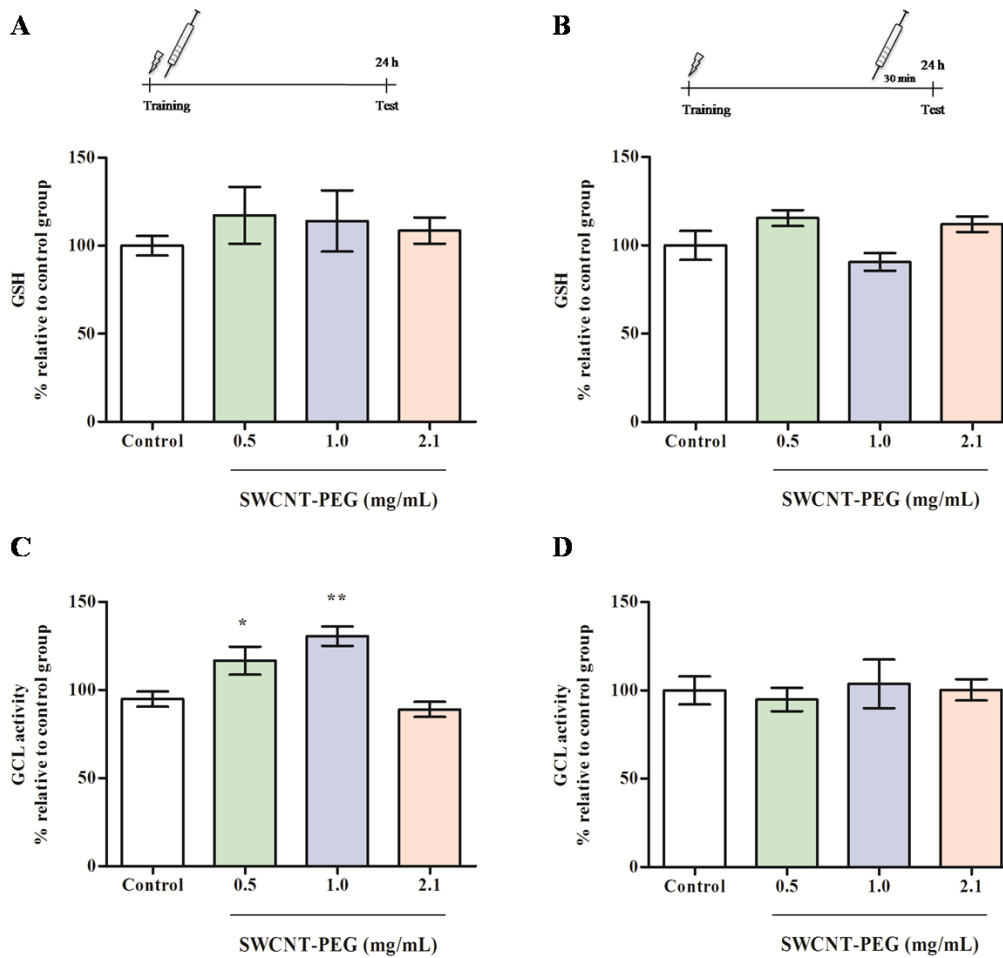 A
24 h
Training
Test
150
100
50
0
GSH
% relative to control group
Control
0.5
1.0
2.1
SWCNT-PEG (mg/mL)
B
24 h
30 min
Training
Test
150
100
50
0
GSH
% relative to control group
Control
0.5
1.0
2.1
SWCNT-PEG (mg/mL)
C
150
100
50
0
GCL activity
% relative to control group
*
**
Control
0.5
1.0
2.1
SWCNT-PEG (mg/mL)
D
150
100
50
0
GCL activity
% relative to control group
Control
0.5
1.0
2.1
SWCNT-PEG (mg/mL)